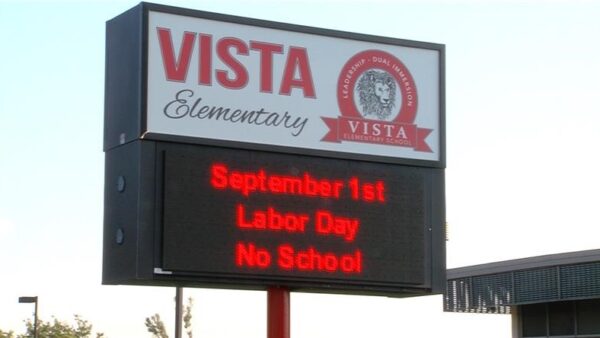 VISTA
Elementary
LEADERSHIP - DUAL IMMERSION
VISTA
ELEMENTARY SCHOOL
September 1st
Labor Day
No School